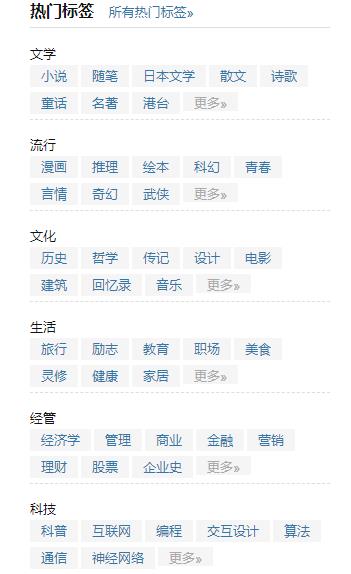 热门标签 所有热门标签»
文学
小说 随笔 日本文学 散文 诗歌
童话 名著 港台 更多»
流行
漫画 推理 绘本 科幻 青春
言情 奇幻 武侠 更多»
文化
历史 哲学 传记 设计 电影
建筑 回忆录 音乐 更多»
生活
旅行 励志 教育 职场 美食
灵修 健康 家居 更多»
经管
经济学 管理 商业 金融 营销
理财 股票 企业史 更多»
科技
科普 互联网 编程 交互设计 算法
通信 神经网络 更多»